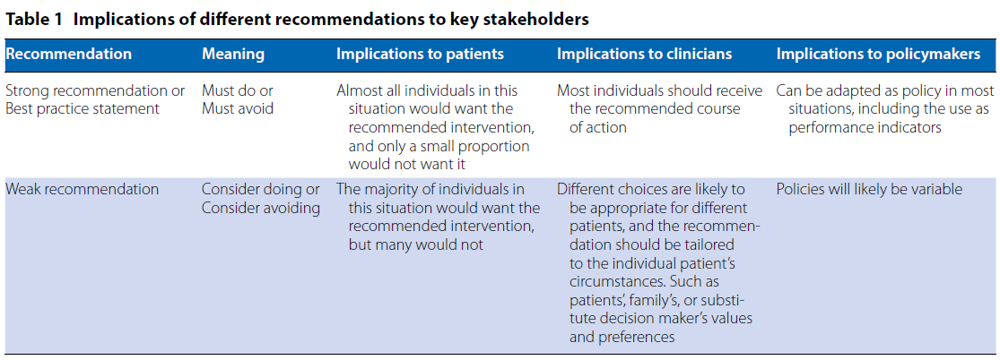 Table 1 Implications of different recommendations to key stakeholders
Recommendation Meaning Implications to patients Implications to clinicians Implications to policymakers
Strong recommendation or
Best practice statement
Must do or
Must avoid
Almost all individuals in this
situation would want the
recommended intervention,
and only a small proportion
would not want it
Most individuals should receive
the recommended course
of action
Can be adapted as policy in most
situations, including the use as
performance indicators
Weak recommendation
Consider doing or
Consider avoiding
The majority of individuals in
this situation would want the
recommended intervention,
but many would not
Different choices are likely to
be appropriate for different
patients, and the recommen-
dation should be tailored
to the individual patient’s
circumstances. Such as
patients’, family’s, or substi-
tute decision maker’s values
and preferences
Policies will likely be variable